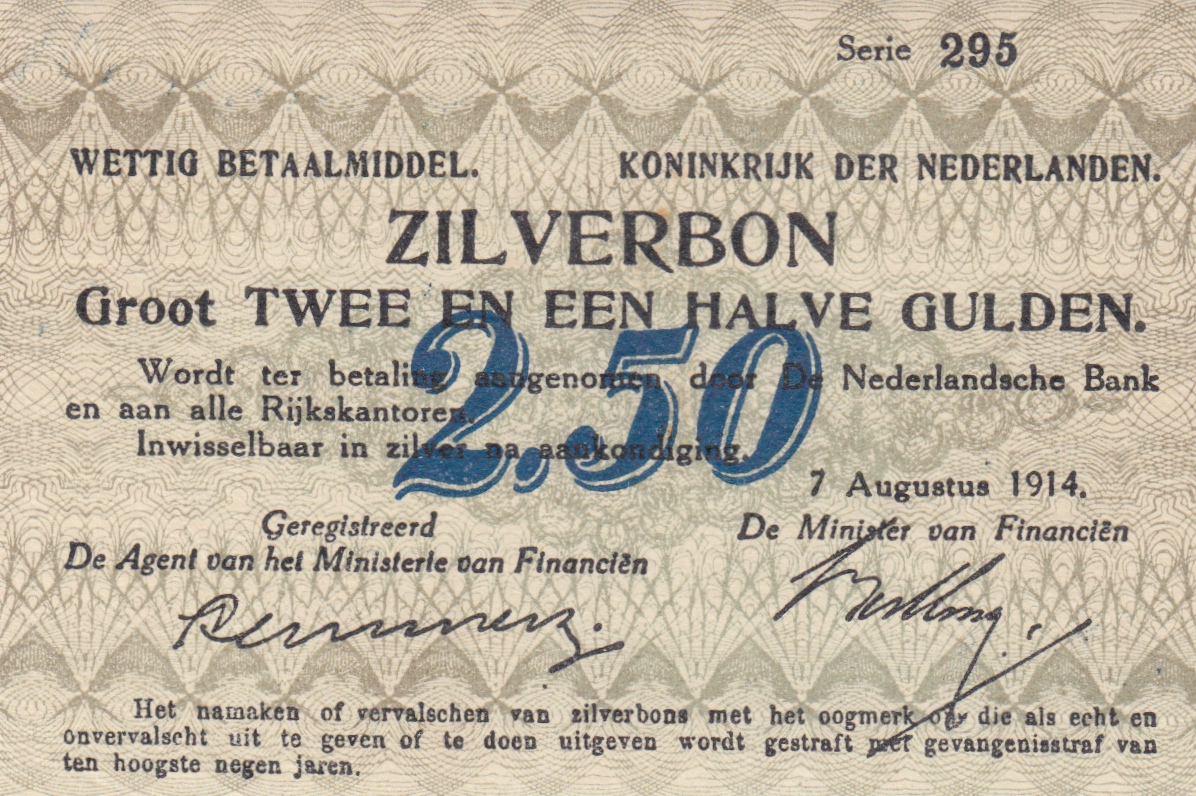 Serie 295
WETTIG BETAALMIDDEL. KONINKRIJK DER NEDERLANDEN.
ZILVERBON
Groot TWEE EN EEN HALVE GULDEN.
2.50
Wordt ter betaling aangenomen door De Nederlandsche Bank
en aan alle Rijkskantoren.
Inwisselbaar in zilver na aankondiging.
7 Augustus 1914.
Geregistreerd
De Agent van het Ministerie van Financiën
De Minister van Financiën
Het namaken of vervalschen van zilverbons met het oogmerk om die als echt en
onvervalscht uit te geven of te doen uitgeven wordt gestraft met gevangenisstraf van
ten hoogste negen jaren.